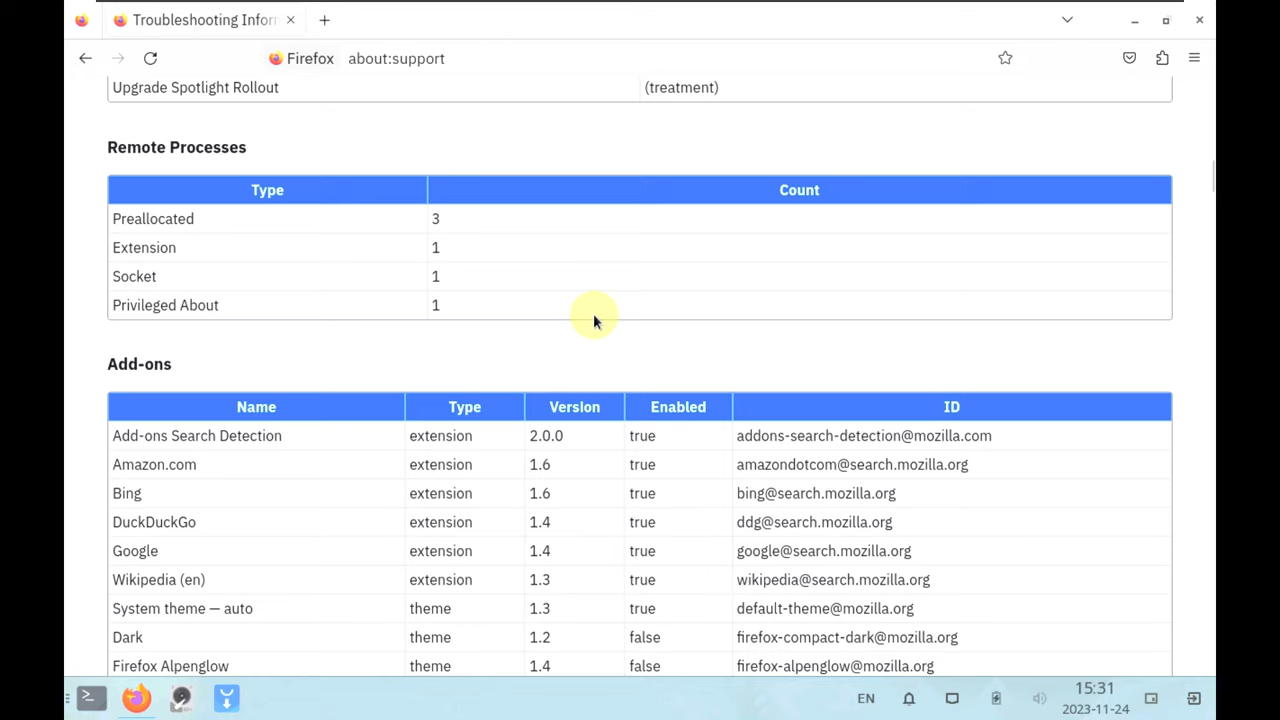 Troubleshooting Infor
Firefox about:support
Upgrade Spotlight Rollout (treatment)
Remote Processes
Type Count
Preallocated 3
Extension 1
Socket 1
Privileged About 1
Add-ons
Name Type Version Enabled ID
Add-ons Search Detection extension 2.0.0 true addons-search-detection@mozilla.com
Amazon.com extension 1.6 true amazondotcom@search.mozilla.org
Bing extension 1.6 true bing@search.mozilla.org
DuckDuckGo extension 1.4 true ddg@search.mozilla.org
Google extension 1.4 true google@search.mozilla.org
Wikipedia (en) extension 1.3 true wikipedia@search.mozilla.org
System theme — auto theme 1.3 true default-theme@mozilla.org
Dark theme 1.2 false firefox-compact-dark@mozilla.org
Firefox Alpenglow theme 1.4 false firefox-alpenglow@mozilla.org
EN 15:31
2023-11-24